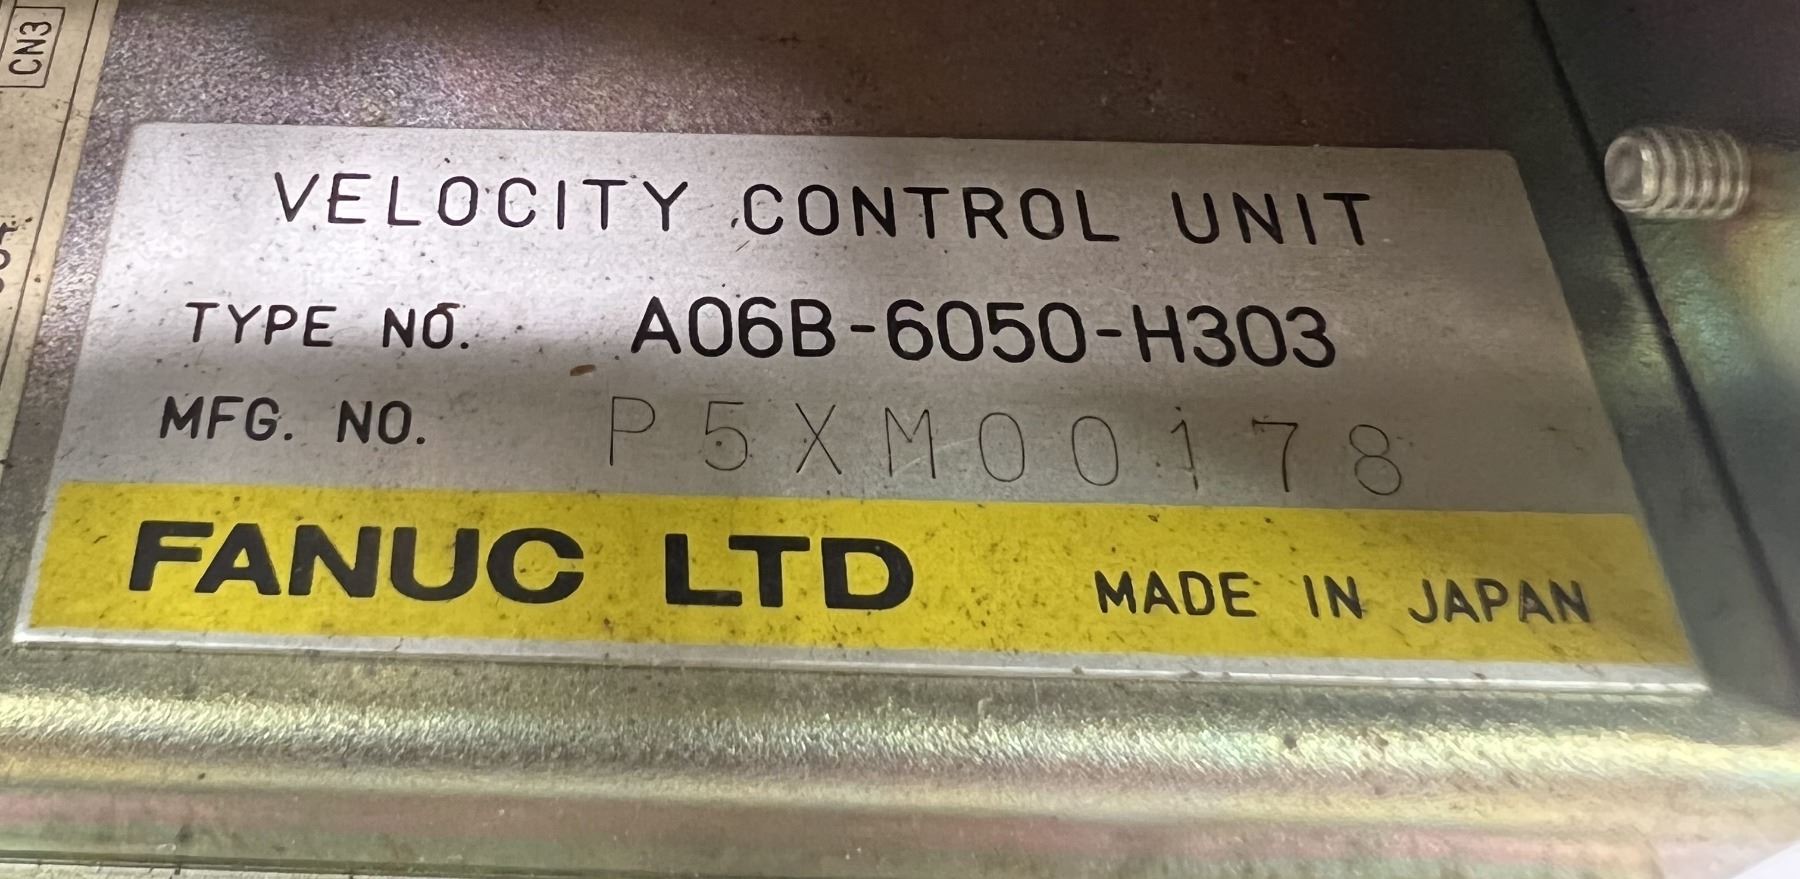 CN3
VELOCITY CONTROL UNIT
TYPE NO. A06B-6050-H303
MFG. NO. P5XM00178
FANUC LTD MADE IN JAPAN